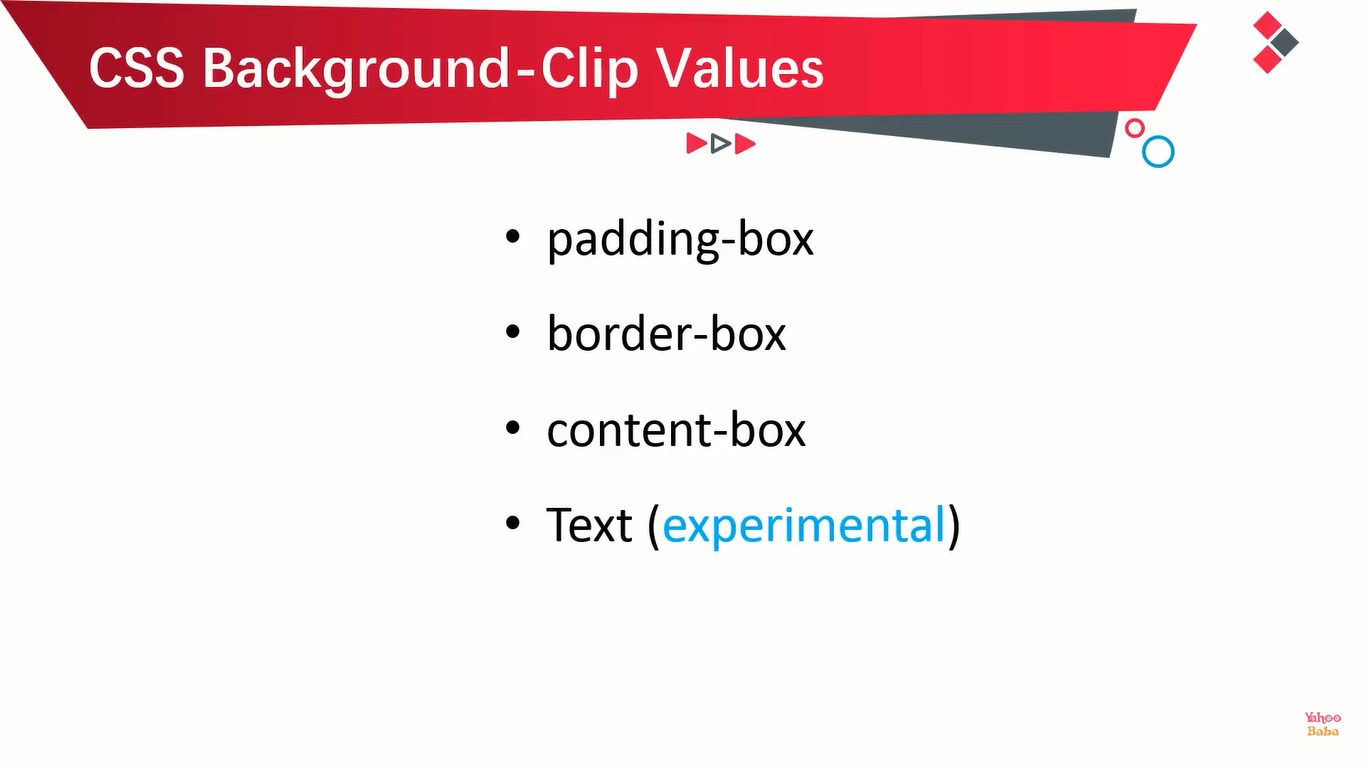 CSS Background-Clip Values
• padding-box
• border-box
• content-box
• Text (experimental)
Yahoo
Baba